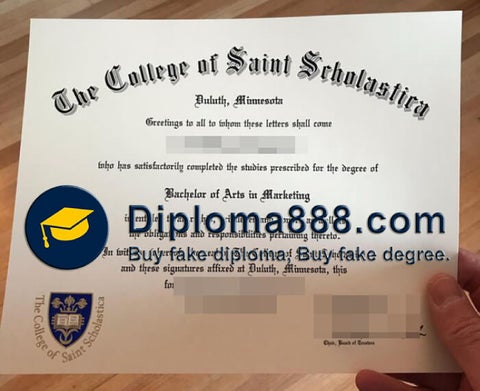 The College of Saint Scholastica
Duluth, Minnesota
Greetings to all to whom these letters shall come
who has satisfactorily completed the studies prescribed for the degree of
Bachelor of Arts in Marketing
Diploma888.com
the obligations and responsibilities pertaining thereto.
Buy fake diploma, Buy fake degree.
and these signatures affixed at Duluth, Minnesota, this
The College of Saint Scholastica
Chair, Board of Trustees